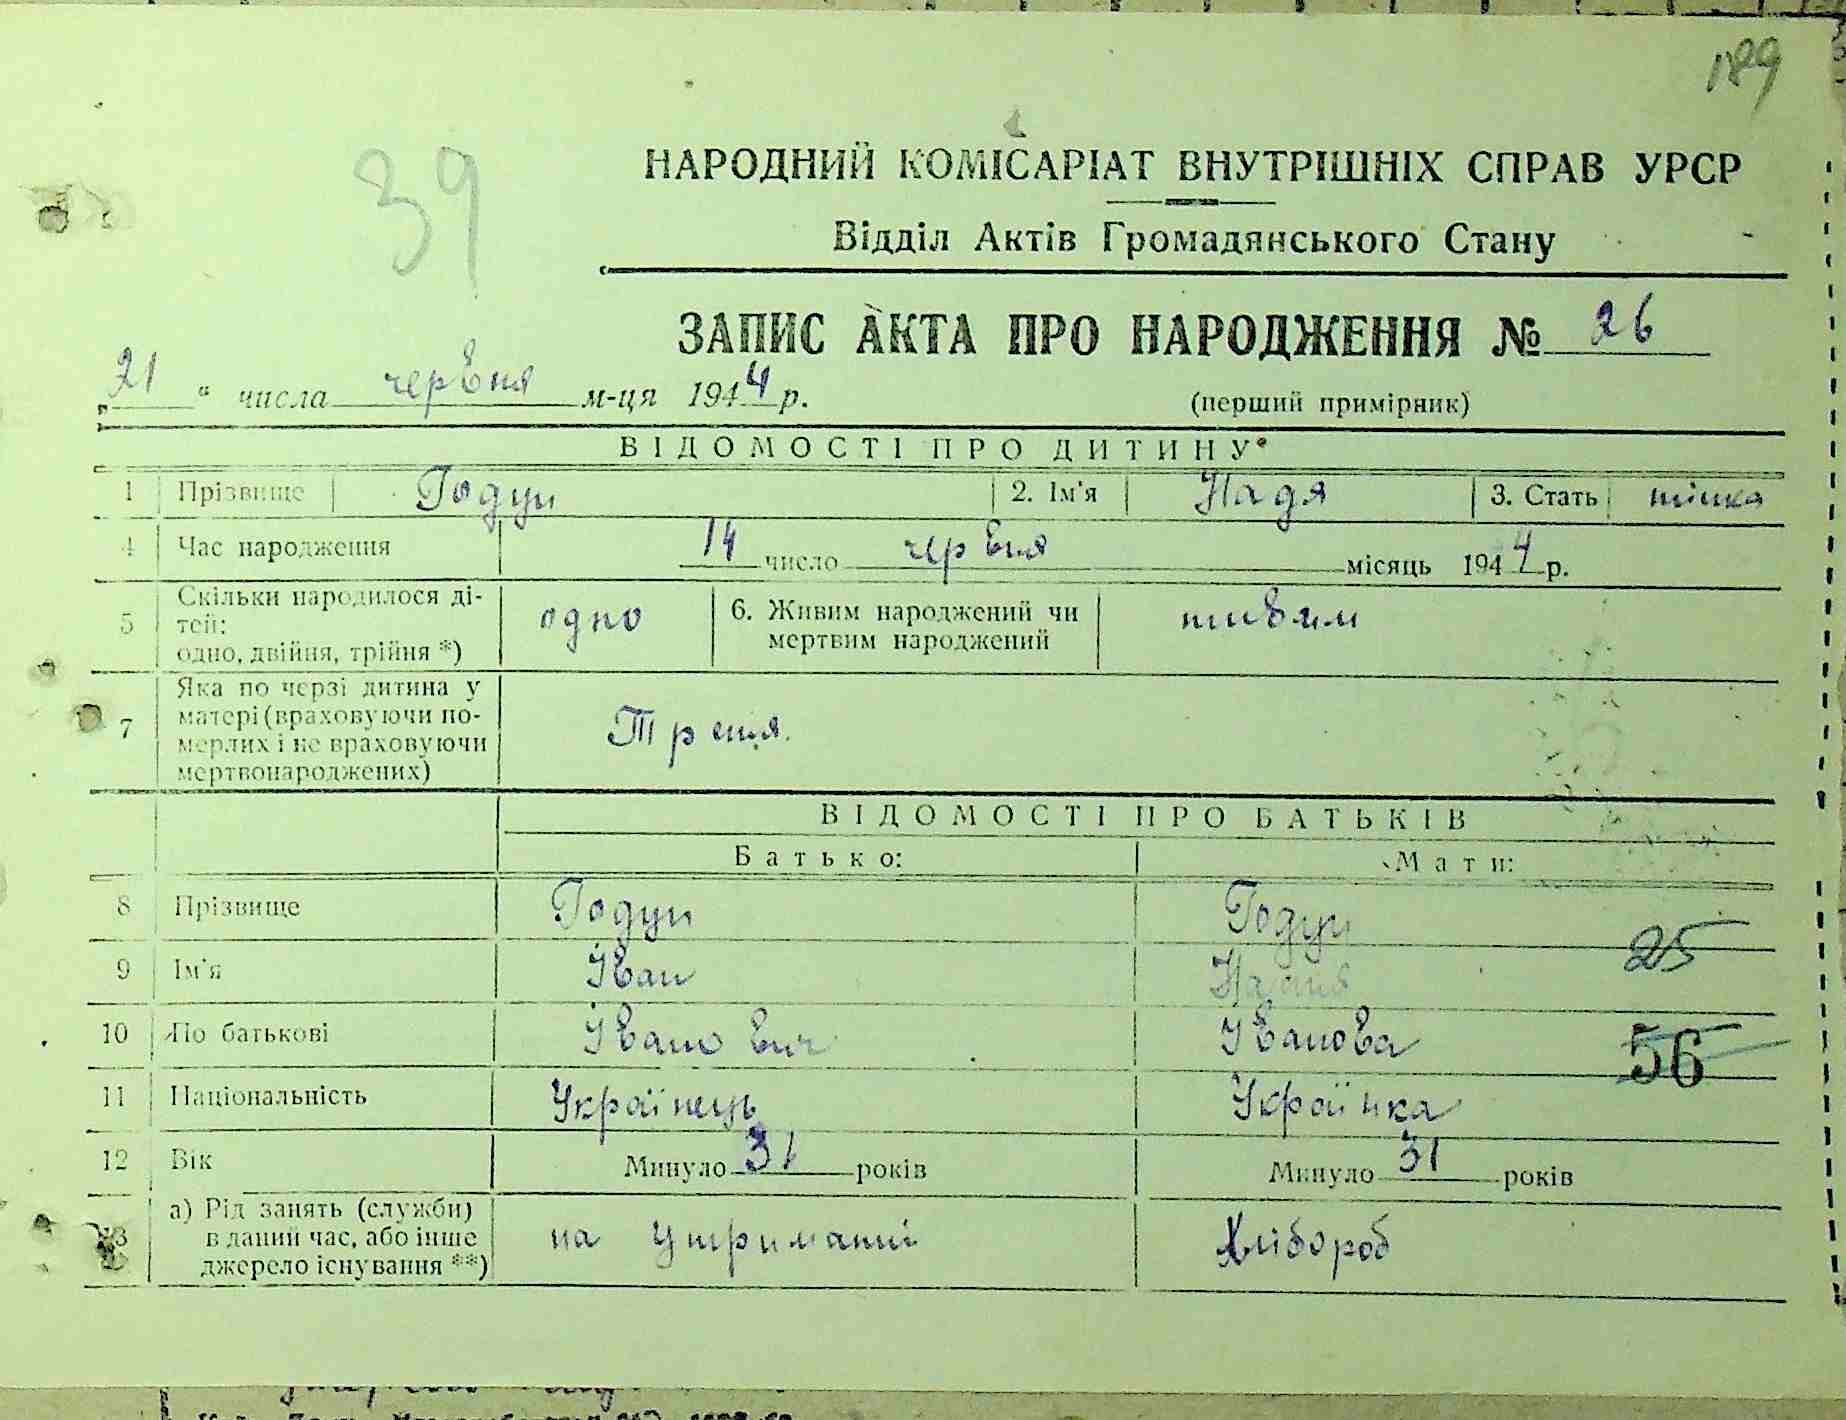 189
39
НАРОДНИЙ КОМІСАРІАТ ВНУТРІШНІХ СПРАВ УРСР
Відділ Актів Громадянського Стану
ЗАПИС АКТА ПРО НАРОДЖЕННЯ № 26
„21“ числа червня м-ця 1944 р.
(перший примірник)
ВІДОМОСТІ ПРО ДИТИНУ
1 Прізвище Годун 2. Ім'я Надя 3. Стать жінка
4 Час народження 14 число червня місяць 1944 р.
5 Скільки народилося ді-
тей:
одно, двійня, трійня *) одно 6. Живим народжений чи
мертвим народжений живим
7 Яка по черзі дитина у
матері (враховуючи по-
мерлих і не враховуючи
мертвонароджених) Третя.
ВІДОМОСТІ ПРО БАТЬКІВ
Батько: Мати:
8 Прізвище Годун Годун
25
9 Ім'я Іван
10 По батькові Іванович Іванова
56
11 Національність Українець Українка
12 Вік Минуло 31 років Минуло 31 років
13 а) Рід занять (служби)
в даний час, або інше
джерело існування **) на утриманні Хлібороб